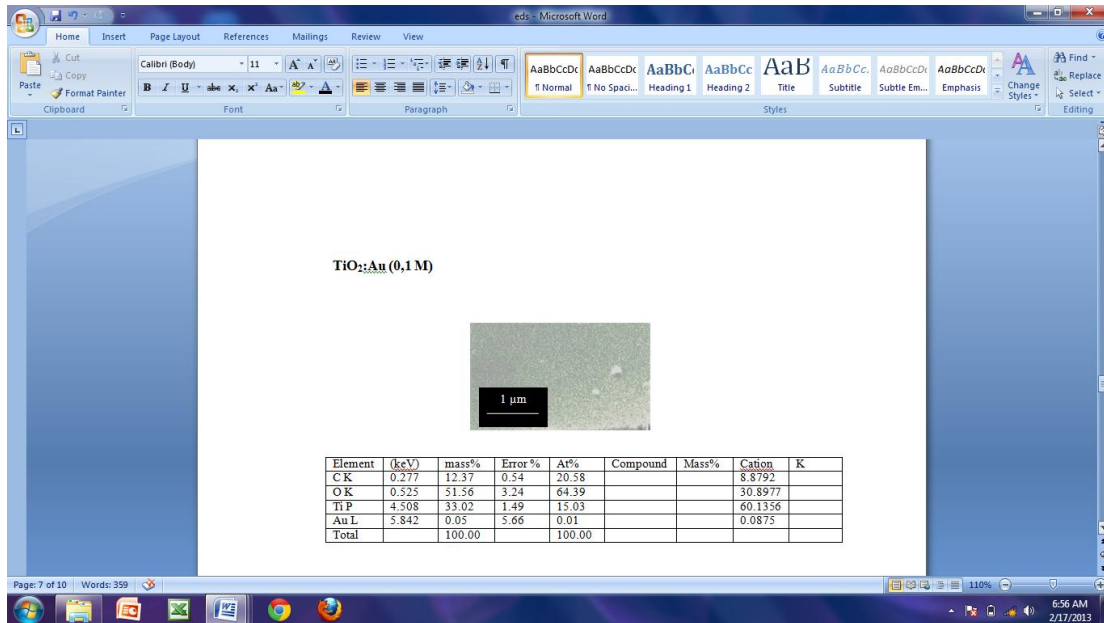 eds - Microsoft Word
Home Insert Page Layout References Mailings Review View
Cut
Copy
Paste
Format Painter
Clipboard
Calibri (Body) 11
Font
Paragraph
AaBbCcDc AaBbCcDc AaBbC AaBbCc AaB AaBbCc. AaBbCcDc AaBbCcDc
¶ Normal ¶ No Spaci... Heading 1 Heading 2 Title Subtitle Subtle Em... Emphasis
Change Styles
Styles
Find
Replace
Select
Editing
TiO2:Au (0,1 M)
1 µm
Element (keV) mass% Error % At% Compound Mass% Cation K
C K 0.277 12.37 0.54 20.58 8.8792
O K 0.525 51.56 3.24 64.39 30.8977
Ti P 4.508 33.02 1.49 15.03 60.1356
Au L 5.842 0.05 5.66 0.01 0.0875
Total 100.00 100.00
Page: 7 of 10 Words: 359 110%
6:56 AM
2/17/2013